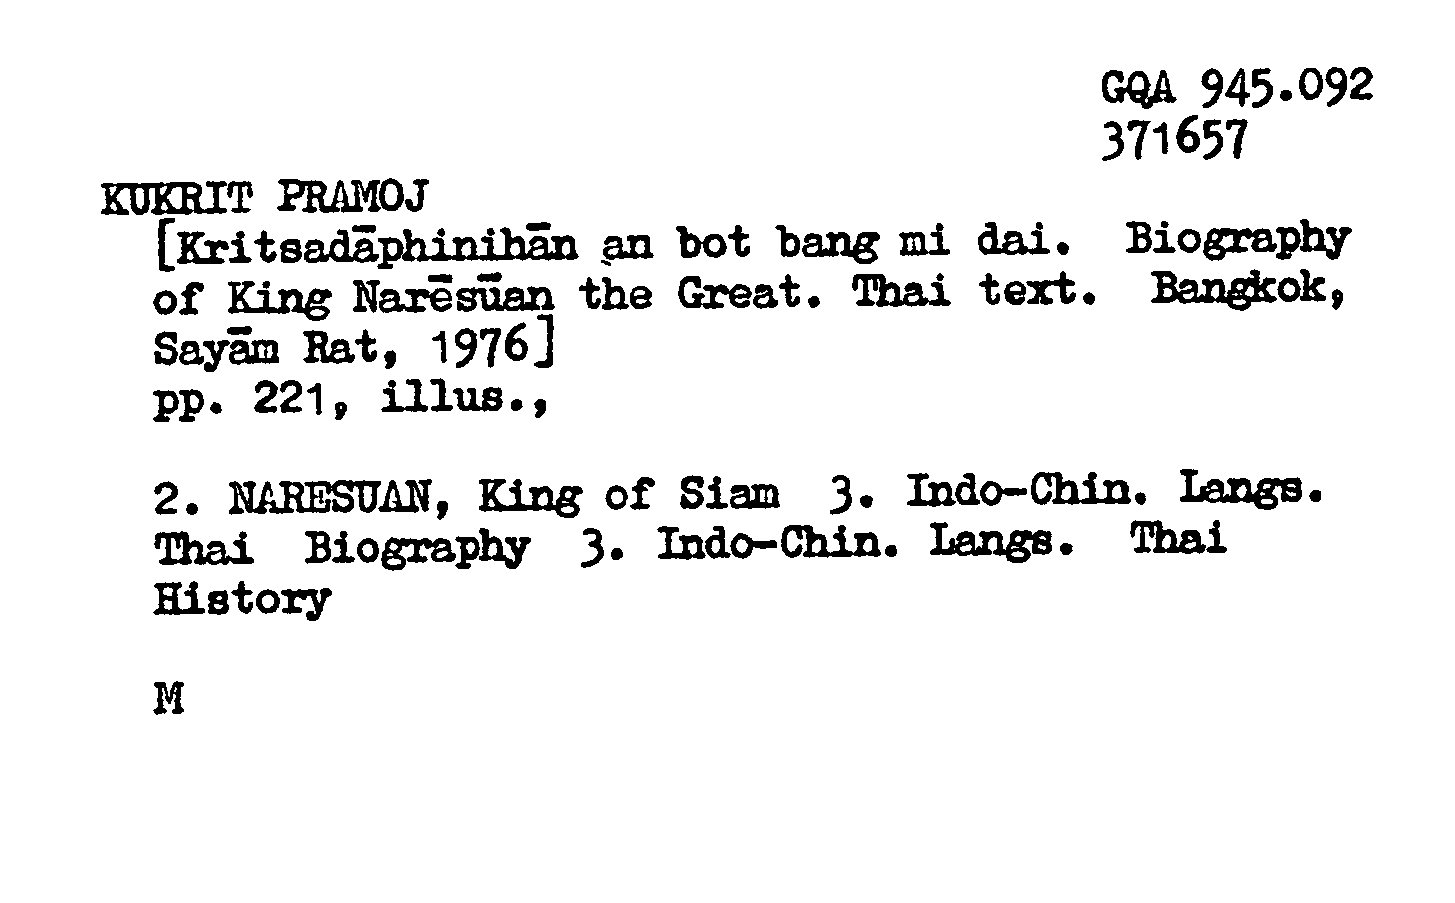 GQA 945.092
371657
KUKRIT PRAMOJ
[Kritsadāphinihān an bot bang mi dai. Biography
of King Narēsūan the Great. Thai text. Bangkok,
Sayām Rat, 1976]
pp. 221, illus.,
2. NARESUAN, King of Siam 3. Indo-Chin. Langs.
Thai Biography 3. Indo-Chin. Langs. Thai
History
M